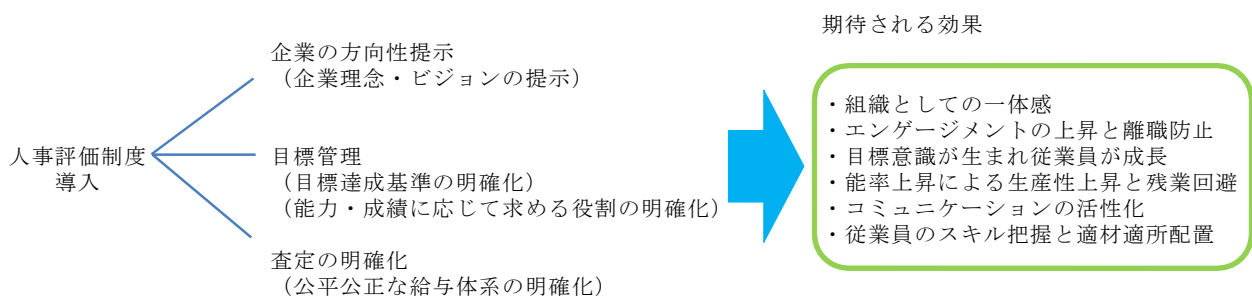 期待される効果
企業の方向性提示
（企業理念・ビジョンの提示）
人事評価制度
導入
目標管理
（目標達成基準の明確化）
（能力・成績に応じて求める役割の明確化）
査定の明確化
（公平公正な給与体系の明確化）
・組織としての一体感
・エンゲージメントの上昇と離職防止
・目標意識が生まれ従業員が成長
・能率上昇による生産性上昇と残業回避
・コミュニケーションの活性化
・従業員のスキル把握と適材適所配置